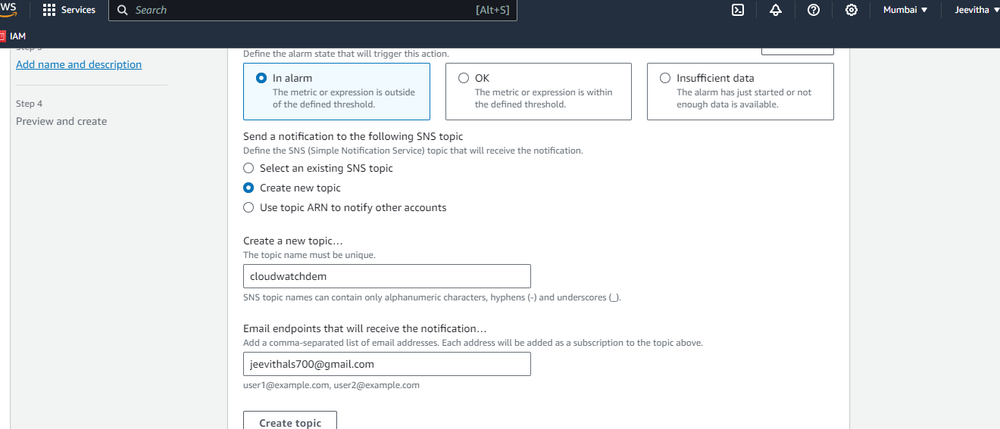 WS
Services
Search
[Alt+S]
Mumbai
Jeevitha
IAM
Add name and description
Step 4
Preview and create
Define the alarm state that will trigger this action.
In alarm
The metric or expression is outside
of the defined threshold.
OK
The metric or expression is within
the defined threshold.
Insufficient data
The alarm has just started or not
enough data is available.
Send a notification to the following SNS topic
Define the SNS (Simple Notification Service) topic that will receive the notification.
Select an existing SNS topic
Create new topic
Use topic ARN to notify other accounts
Create a new topic…
The topic name must be unique.
cloudwatchdem
SNS topic names can contain only alphanumeric characters, hyphens (-) and underscores (_).
Email endpoints that will receive the notification…
Add a comma-separated list of email addresses. Each address will be added as a subscription to the topic above.
jeevithals700@gmail.com
user1@example.com, user2@example.com
Create topic